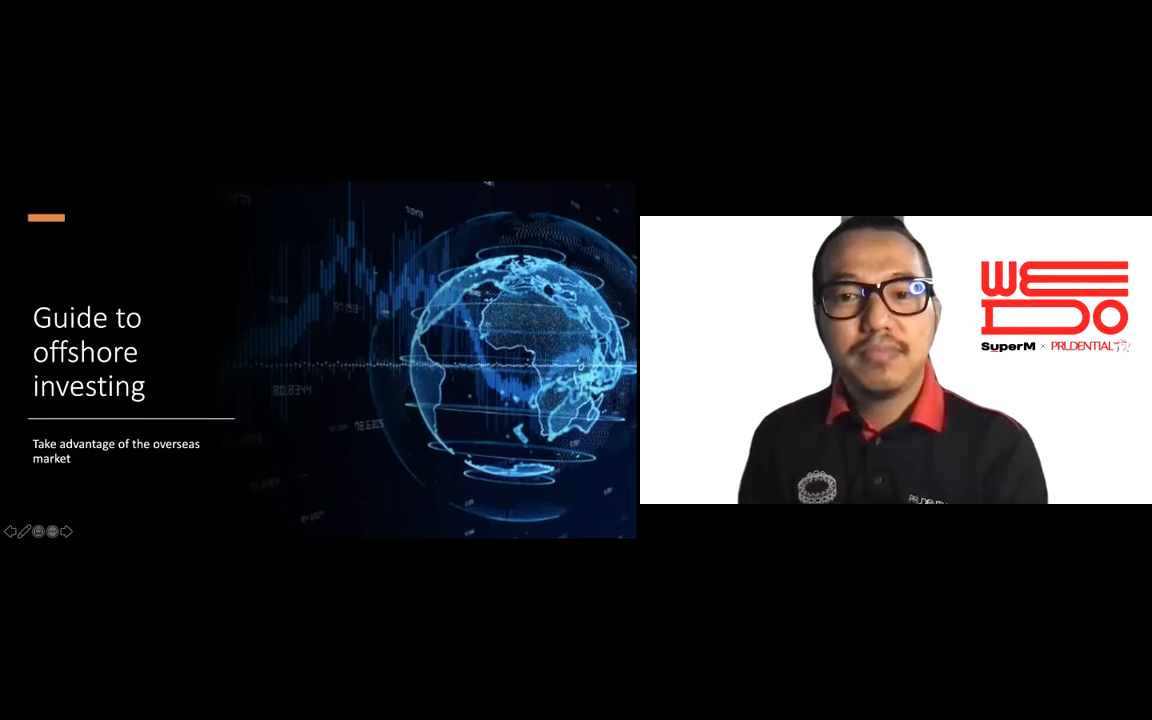 Guide to
offshore
investing
Take advantage of the overseas
market
WE
DO
SuperM × PRUDENTIAL